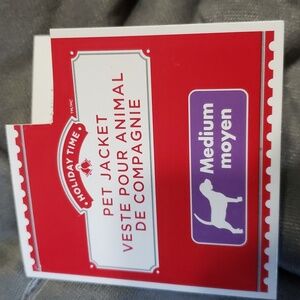 HOLIDAY TIME
PET JACKET
VESTE POUR ANIMAL
DE COMPAGNIE
Medium
moyen